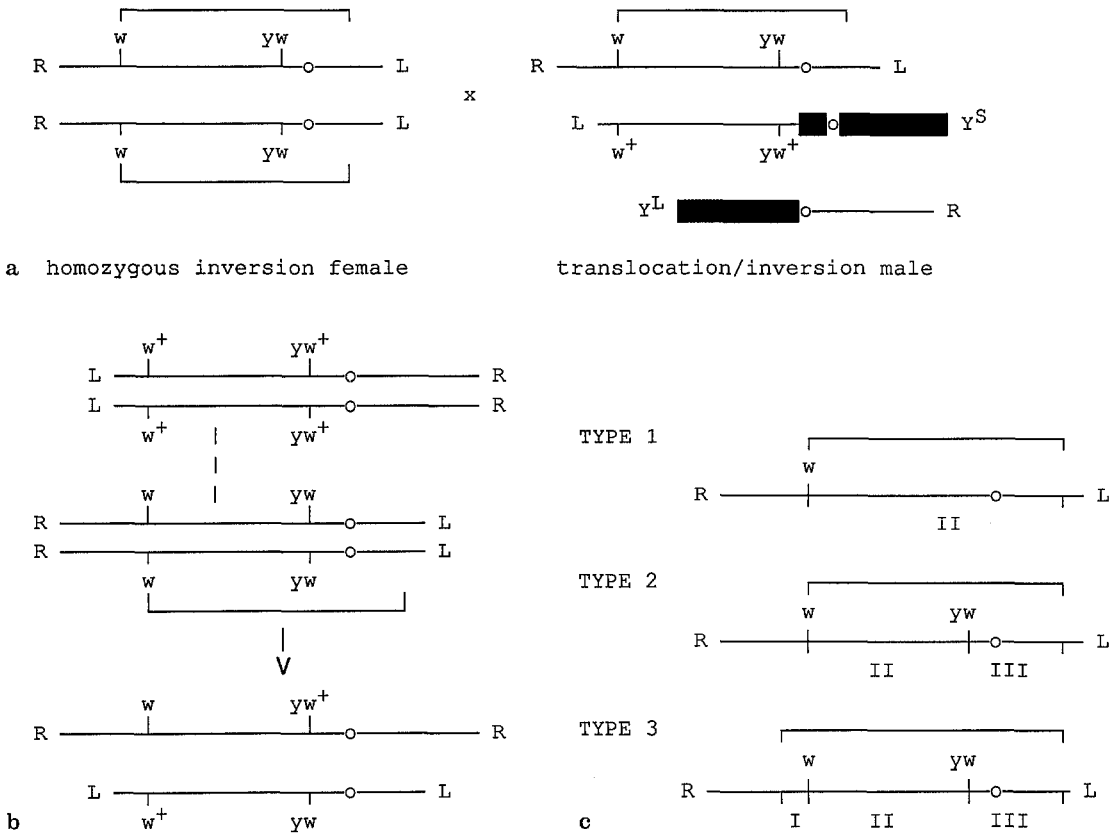 w yw
R L
x
R L
w yw
w yw
R L
L Y^S
w+ yw+
Y^L R
a homozygous inversion female
translocation/inversion male
w+ yw+
L R
L R
w+ yw+
w yw
R L
R L
w yw
V
w yw+
R R
L L
w+ yw
b
TYPE 1
w
R L
II
TYPE 2
w yw
R L
II III
TYPE 3
w yw
R L
I II III
c